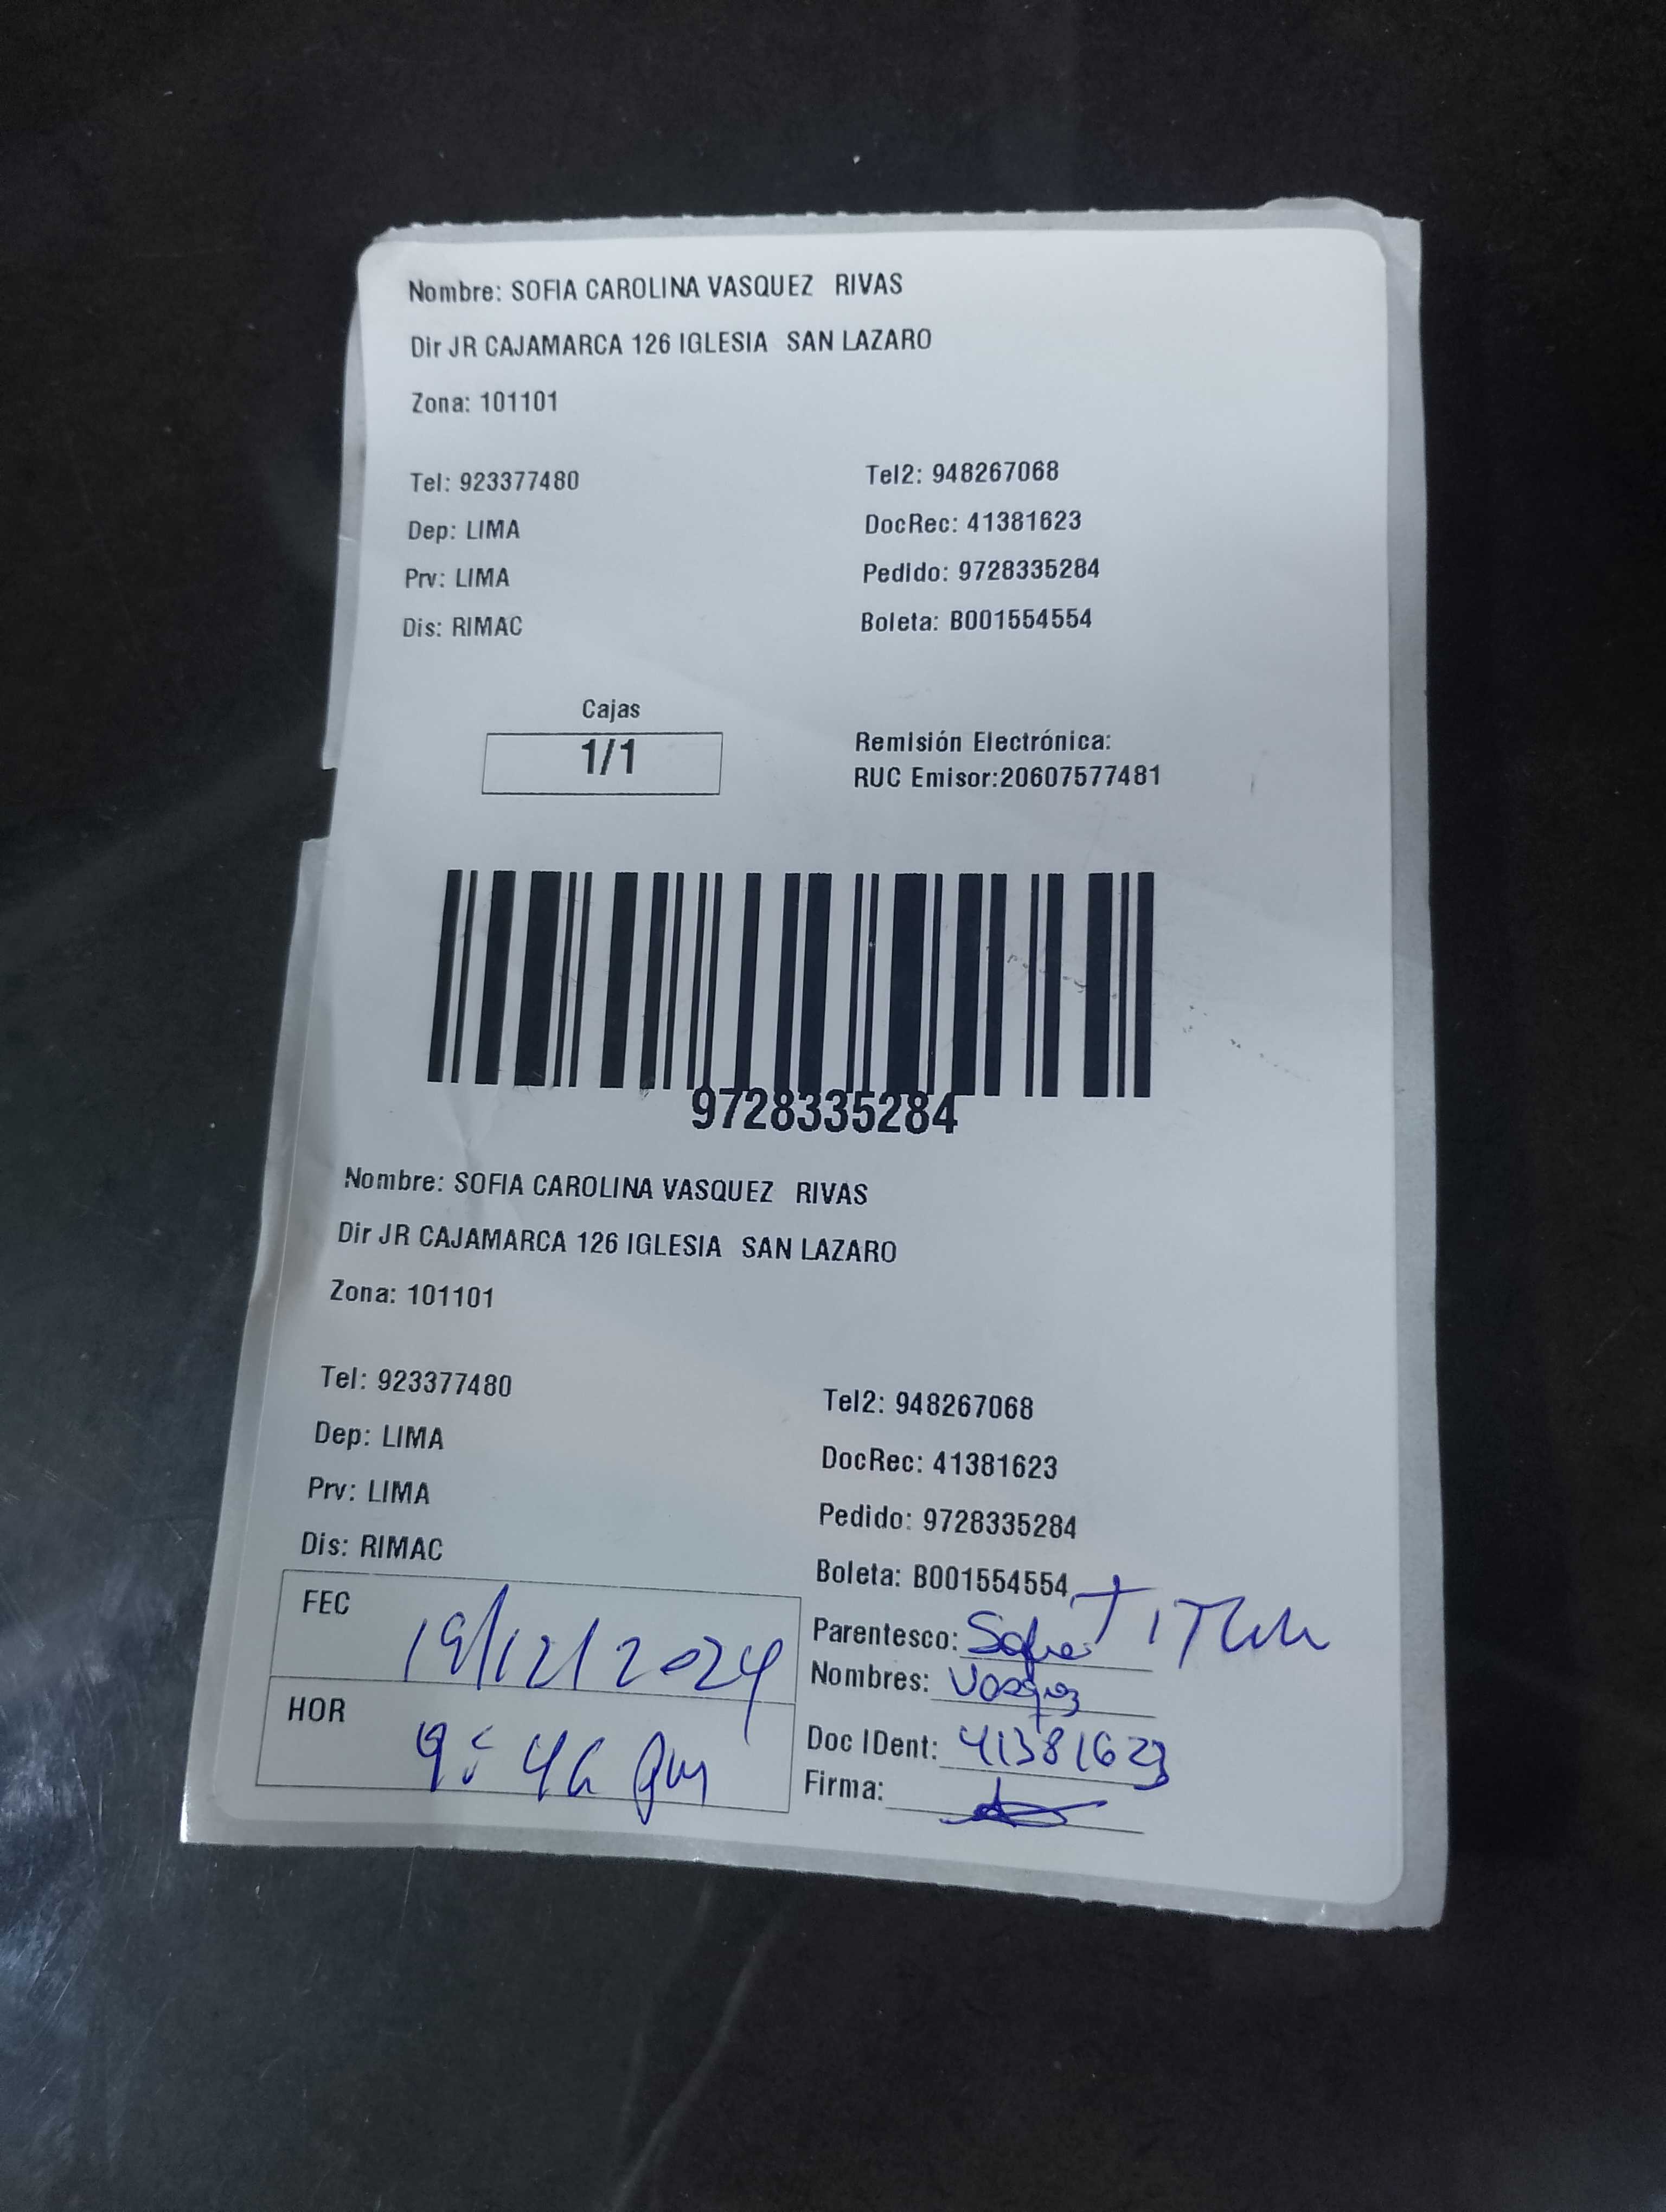 Nombre: SOFIA CAROLINA VASQUEZ RIVAS
Dir JR CAJAMARCA 126 IGLESIA SAN LAZARO
Zona: 101101
Tel: 923377480 Tel2: 948267068
Dep: LIMA DocRec: 41381623
Prv: LIMA Pedido: 9728335284
Dis: RIMAC Boleta: B001554554
Cajas
1/1
Remisión Electrónica:
RUC Emisor:20607577481
9728335284
Nombre: SOFIA CAROLINA VASQUEZ RIVAS
Dir JR CAJAMARCA 126 IGLESIA SAN LAZARO
Zona: 101101
Tel: 923377480 Tel2: 948267068
Dep: LIMA DocRec: 41381623
Prv: LIMA Pedido: 9728335284
Dis: RIMAC Boleta: B001554554
FEC 19/12/2024
Parentesco: Sofia
Nombres: Vasquez
HOR
Doc IDent: 41381623
Firma: